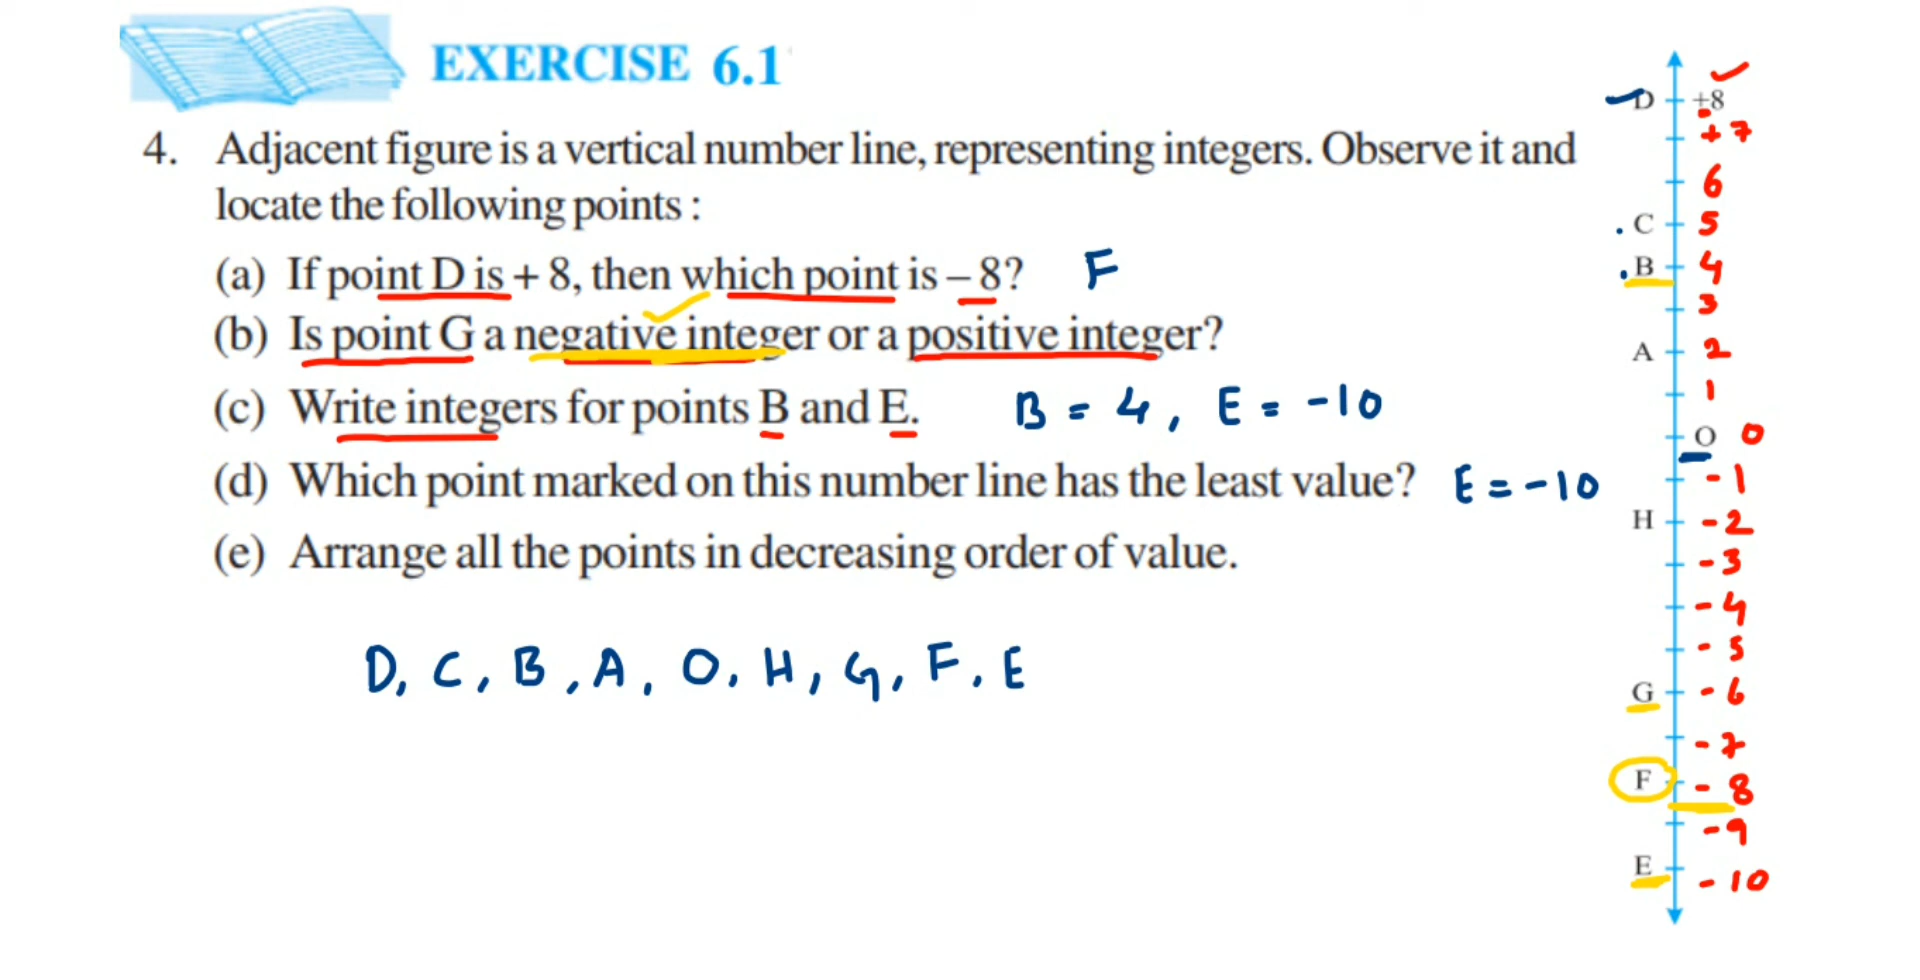 EXERCISE 6.1
4. Adjacent figure is a vertical number line, representing integers. Observe it and
locate the following points :
(a) If point D is + 8, then which point is – 8? F
(b) Is point G a negative integer or a positive integer?
(c) Write integers for points B and E. B = 4, E = -10
(d) Which point marked on this number line has the least value? E = -10
(e) Arrange all the points in decreasing order of value.
D, C, B, A, O, H, G, F, E
D +8
+7
6
C 5
B 4
3
A 2
1
O 0
-1
H -2
-3
-4
-5
G -6
-7
F -8
-9
E -10